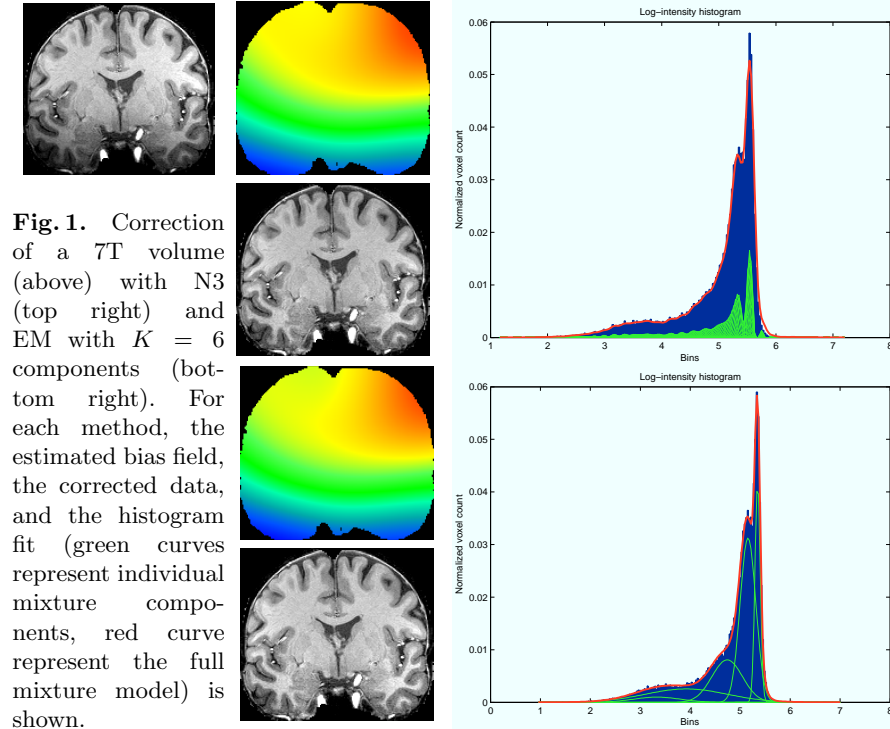 Fig. 1. Correction
of a 7T volume
(above) with N3
(top right) and
EM with K = 6
components (bot-
tom right). For
each method, the
estimated bias field,
the corrected data,
and the histogram
fit (green curves
represent individual
mixture compo-
nents, red curve
represent the full
mixture model) is
shown.
Log-intensity histogram
Normalized voxel count
0.06
0.05
0.04
0.03
0.02
0.01
0
1 2 3 4 5 6 7 8
Bins
Log-intensity histogram
Normalized voxel count
0.06
0.05
0.04
0.03
0.02
0.01
0
0 1 2 3 4 5 6 7 8
Bins